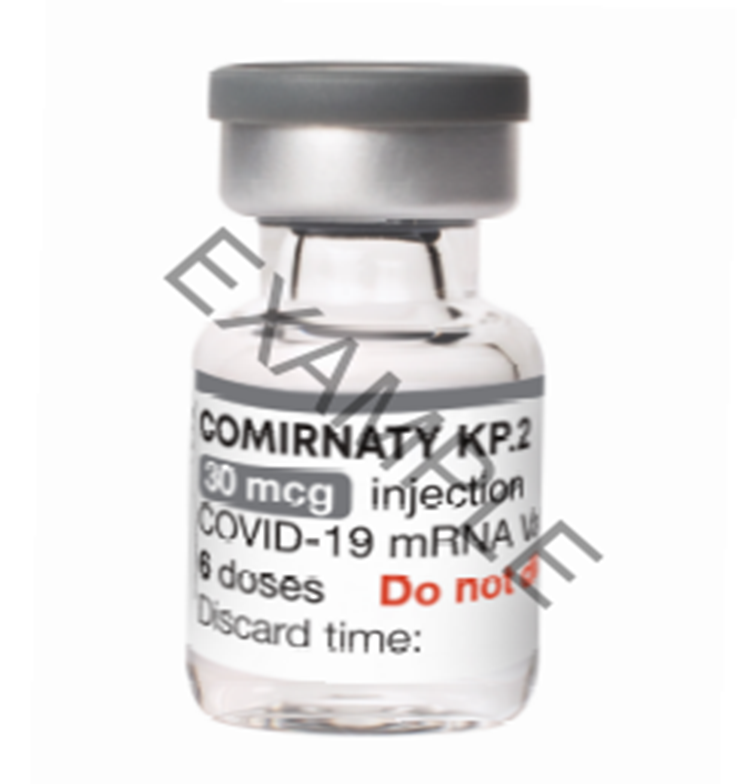 COMIRNATY KP.2
30 mcg injection
COVID-19 mRNA
6 doses Do not
Discard time:
EXAMPLE